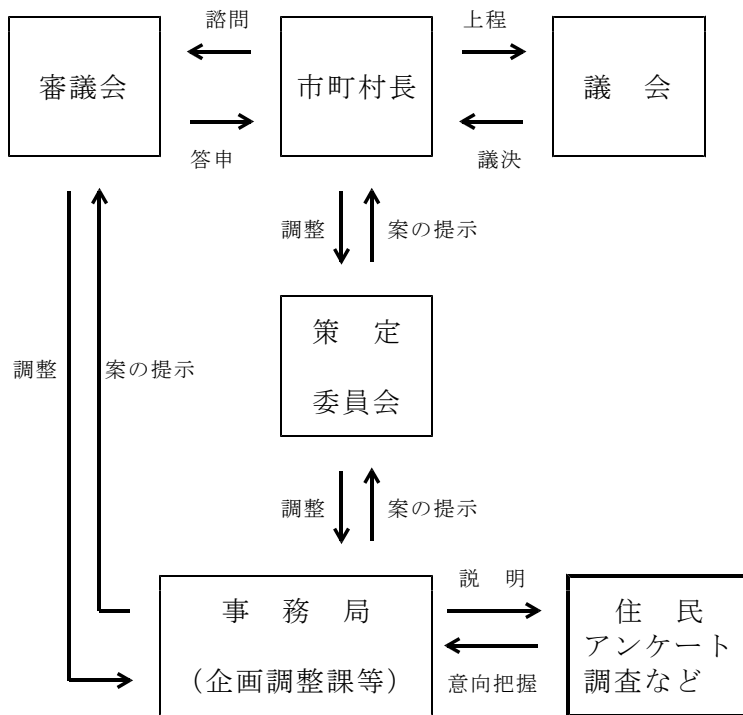 諮問
上程
審議会
市町村長
議　会
答申
議決
調整
案の提示
策　定
委員会
調整
案の提示
調整
案の提示
説　明
事　務　局
（企画調整課等）
住　民
アンケート
調査など
意向把握